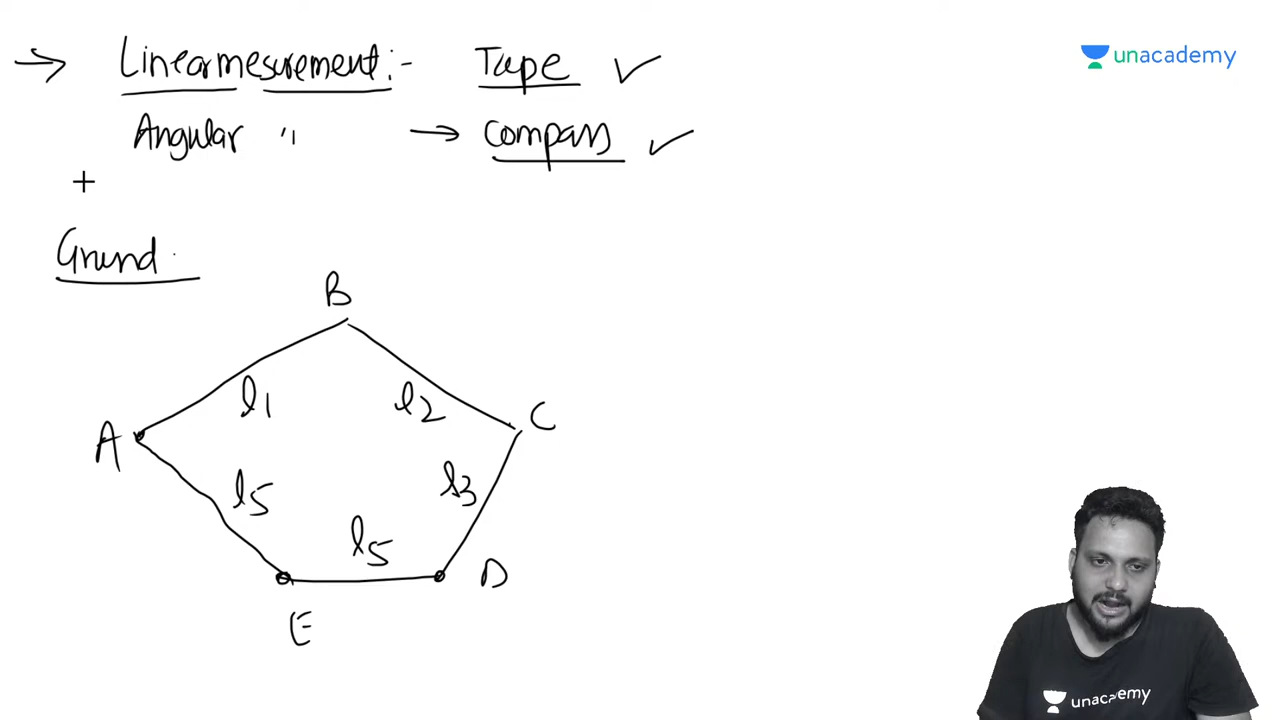 → Linearmesurement :- Tape ✓
Angular " → Compass ✓
+
Grund
B
l1
l2
C
A
l5
l3
l5
D
E
unacademy
unacademy